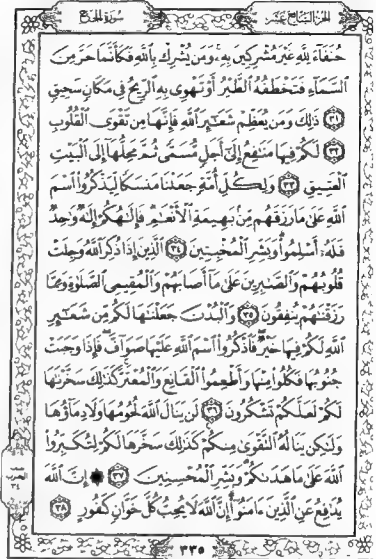 الجزء السابع عشر
سورة الحج
حُنَفَآءَ لِلَّهِ غَيْرَ مُشْرِكِينَ بِهِۦ وَمَن يُشْرِكْ بِٱللَّهِ فَكَأَنَّمَا خَرَّ مِنَ
ٱلسَّمَآءِ فَتَخْطَفُهُ ٱلطَّيْرُ أَوْ تَهْوِى بِهِ ٱلرِّيحُ فِى مَكَانٍ سَحِيقٍ
٣١ ذَٰلِكَ وَمَن يُعَظِّمْ شَعَٰٓئِرَ ٱللَّهِ فَإِنَّهَا مِن تَقْوَى ٱلْقُلُوبِ
٣٢ لَكُمْ فِيهَا مَنَٰفِعُ إِلَىٰٓ أَجَلٍ مُّسَمًّى ثُمَّ مَحِلُّهَآ إِلَى ٱلْبَيْتِ
ٱلْعَتِيقِ ٣٣ وَلِكُلِّ أُمَّةٍ جَعَلْنَا مَنسَكًا لِّيَذْكُرُوا۟ ٱسْمَ
ٱللَّهِ عَلَىٰ مَا رَزَقَهُم مِّنۢ بَهِيمَةِ ٱلْأَنْعَٰمِ فَإِلَٰهُكُمْ إِلَٰهٌ وَٰحِدٌ
فَلَهُۥٓ أَسْلِمُوا۟ وَبَشِّرِ ٱلْمُخْبِتِينَ ٣٤ ٱلَّذِينَ إِذَا ذُكِرَ ٱللَّهُ وَجِلَتْ
قُلُوبُهُمْ وَٱلصَّٰبِرِينَ عَلَىٰ مَآ أَصَابَهُمْ وَٱلْمُقِيمِى ٱلصَّلَوٰةِ وَمِمَّا
رَزَقْنَٰهُمْ يُنفِقُونَ ٣٥ وَٱلْبُدْنَ جَعَلْنَٰهَا لَكُم مِّن شَعَٰٓئِرِ
ٱللَّهِ لَكُمْ فِيهَا خَيْرٌ فَٱذْكُرُوا۟ ٱسْمَ ٱللَّهِ عَلَيْهَا صَوَآفَّ فَإِذَا وَجَبَتْ
جُنُوبُهَا فَكُلُوا۟ مِنْهَا وَأَطْعِمُوا۟ ٱلْقَانِعَ وَٱلْمُعْتَرَّ كَذَٰلِكَ سَخَّرْنَٰهَا
لَكُمْ لَعَلَّكُمْ تَشْكُرُونَ ٣٦ لَن يَنَالَ ٱللَّهَ لُحُومُهَا وَلَا دِمَآؤُهَا
وَلَٰكِن يَنَالُهُ ٱلتَّقْوَىٰ مِنكُمْ كَذَٰلِكَ سَخَّرَهَا لَكُمْ لِتُكَبِّرُوا۟
ٱللَّهَ عَلَىٰ مَا هَدَىٰكُمْ وَبَشِّرِ ٱلْمُحْسِنِينَ ٣٧ إِنَّ ٱللَّهَ
يُدَٰفِعُ عَنِ ٱلَّذِينَ ءَامَنُوٓا۟ إِنَّ ٱللَّهَ لَا يُحِبُّ كُلَّ خَوَّانٍ كَفُورٍ ٣٨
الحزب
٣٤
٣٣٥